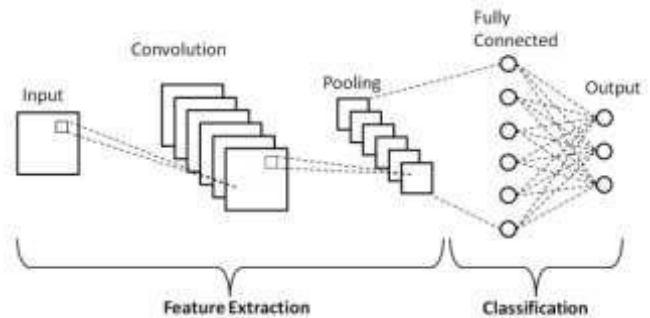 Input
Convolution
Pooling
Fully
Connected
Output
Feature Extraction
Classification